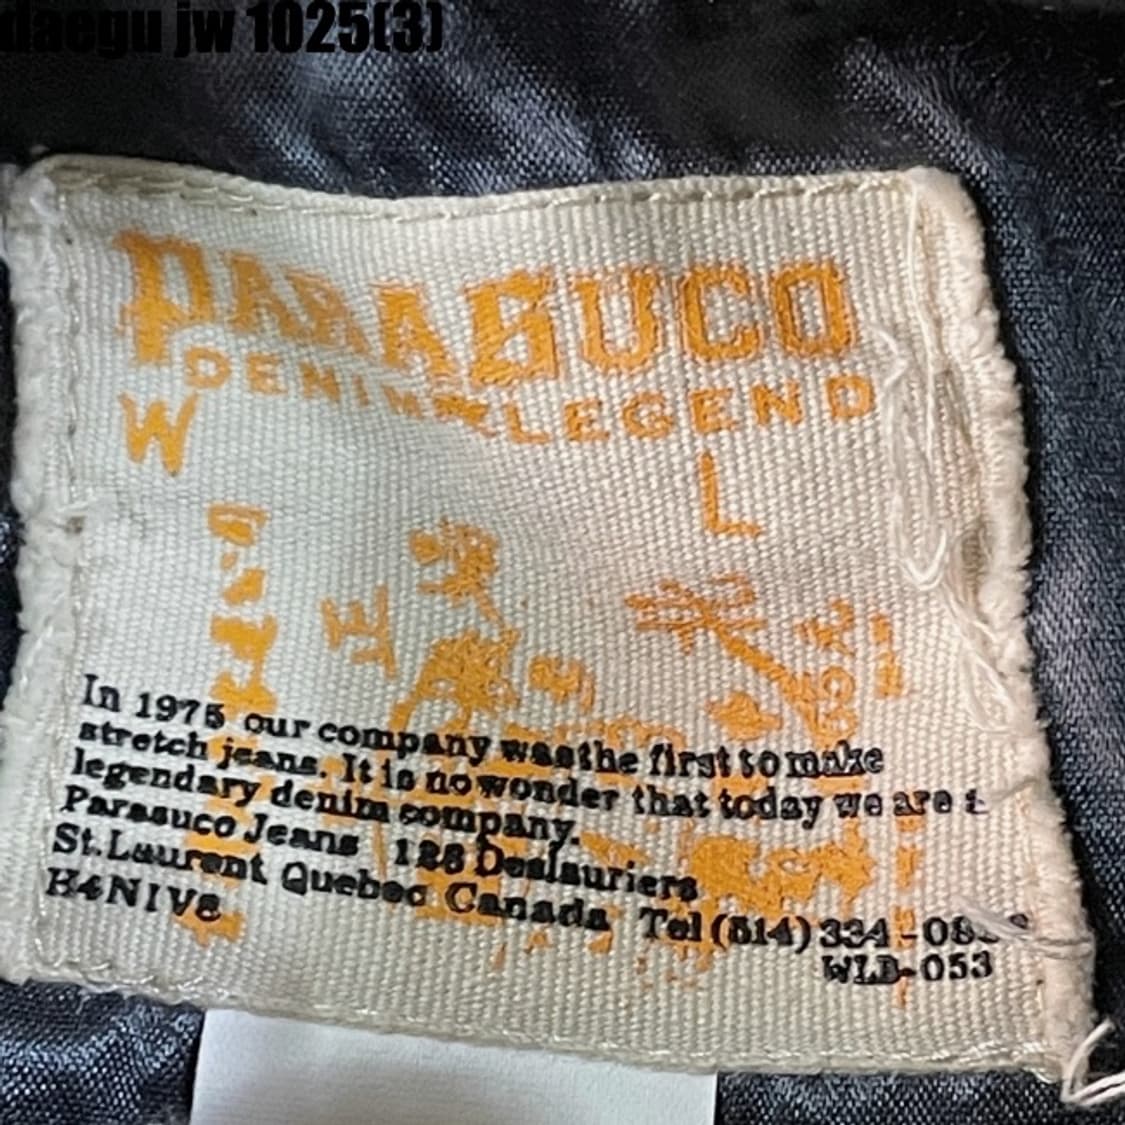 daegu jw 1025(3)
PARASUCO
DENIM LEGEND
W
L
In 1975 our company was the first to make
stretch jeans. It is no wonder that today we are a
legendary denim company.
Parasuco Jeans 128 Deslauriers
St.Laurent Quebec Canada Tel (514) 334-08
H4N1V8
WLB-053